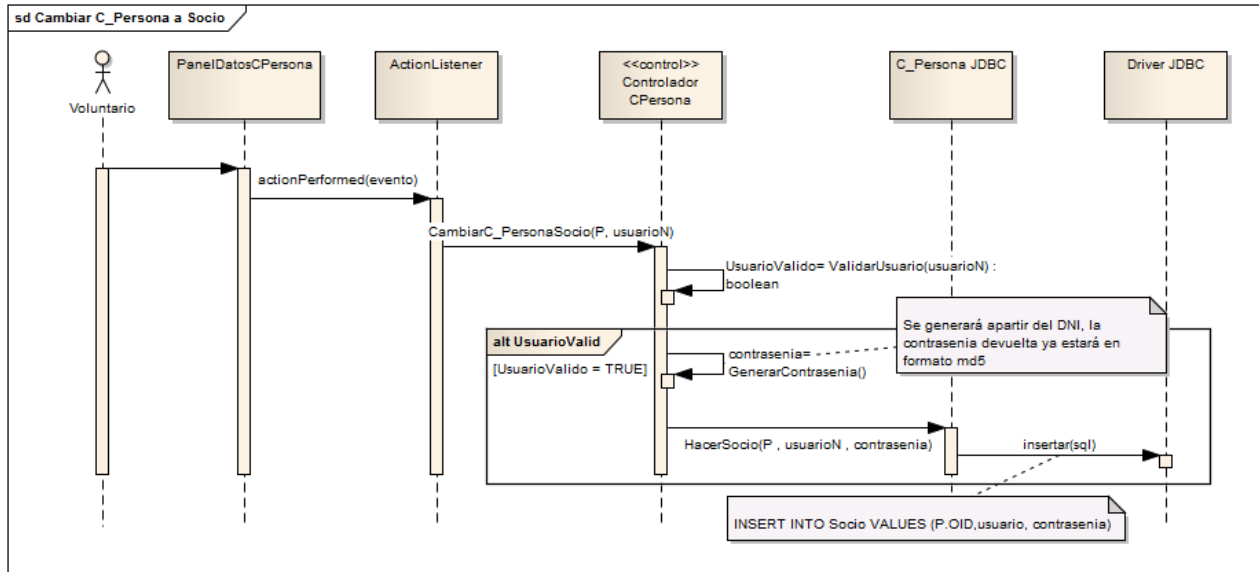 sd Cambiar C_Persona a Socio
Voluntario
PanelDatosCPersona
ActionListener
<<control>>
Controlador
CPersona
C_Persona JDBC
Driver JDBC
actionPerformed(evento)
CambiarC_PersonaSocio(P, usuarioN)
UsuarioValido= ValidarUsuario(usuarioN) :
boolean
Se generará apartir del DNI, la
contrasenia devuelta ya estará en
formato md5
alt UsuarioValid
[UsuarioValido = TRUE]
contrasenia=
GenerarContrasenia()
HacerSocio(P , usuarioN , contrasenia)
insertar(sql)
INSERT INTO Socio VALUES (P.OID,usuario, contrasenia)